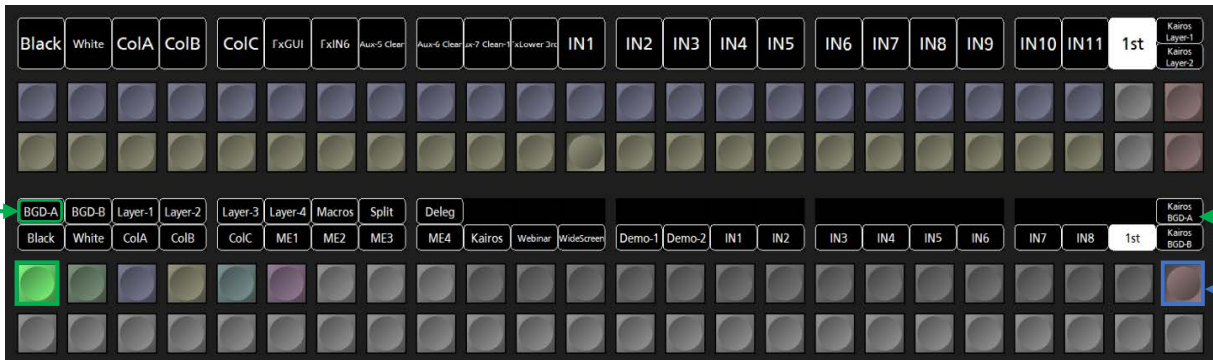 Black White ColA ColB ColC FxGUI FxIN6 Aux-5 Clear Aux-6 Clear IN1 IN2 IN3 IN4 IN5 IN6 IN7 IN8 IN9 IN10 IN11 1st Kairos Layer-1
Kairos Layer-2
BGD-A BGD-B Layer-1 Layer-2 Layer-3 Layer-4 Macros Split Deleg Kairos BGD-A
Black White ColA ColB ColC ME1 ME2 ME3 ME4 Kairos Webinar WideScreen Demo-1 Demo-2 IN1 IN2 IN3 IN4 IN5 IN6 IN7 IN8 1st Kairos BGD-B